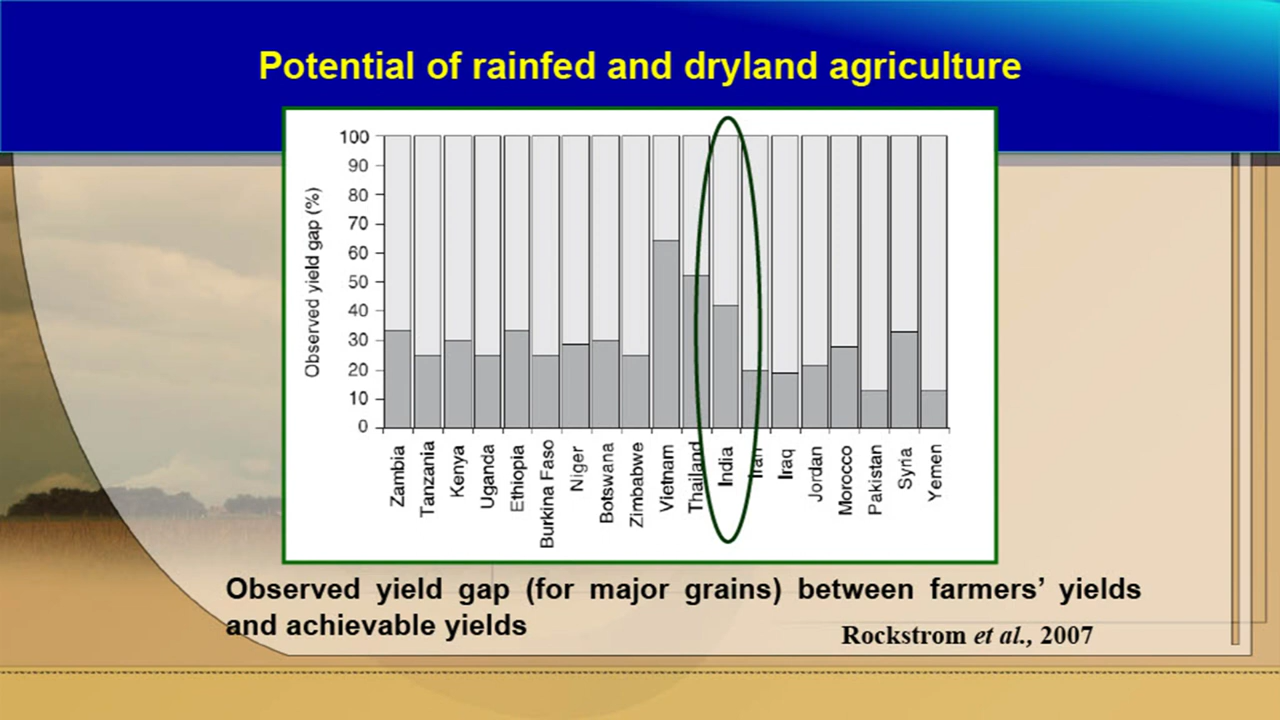 Potential of rainfed and dryland agriculture
Observed yield gap (%)
100
90
80
70
60
50
40
30
20
10
0
Zambia
Tanzania
Kenya
Uganda
Ethiopia
Burkina Faso
Niger
Botswana
Zimbabwe
Vietnam
Thailand
India
Iran
Iraq
Jordan
Morocco
Pakistan
Syria
Yemen
Observed yield gap (for major grains) between farmers’ yields
and achievable yields
Rockstrom et al., 2007